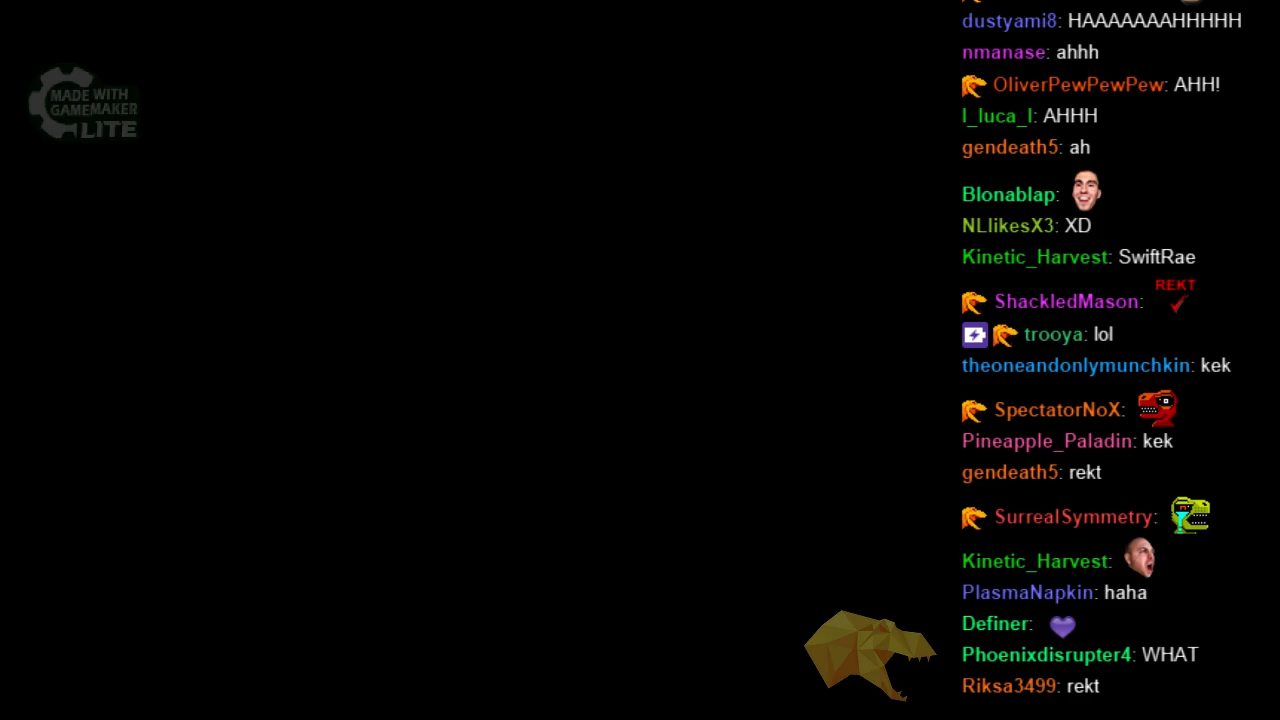 dustyami8: HAAAAAAAHHHHH
nmanase: ahhh
MADE WITH
GAMEMAKER
LITE
OliverPewPewPew: AHH!
l_luca_l: AHHH
gendeath5: ah
Blonablap:
NLlikesX3: XD
Kinetic_Harvest: SwiftRae
REKT
ShackledMason:
trooya: lol
theoneandonlymunchkin: kek
SpectatorNoX:
Pineapple_Paladin: kek
gendeath5: rekt
SurrealSymmetry:
Kinetic_Harvest:
PlasmaNapkin: haha
Definer:
Phoenixdisrupter4: WHAT
Riksa3499: rekt